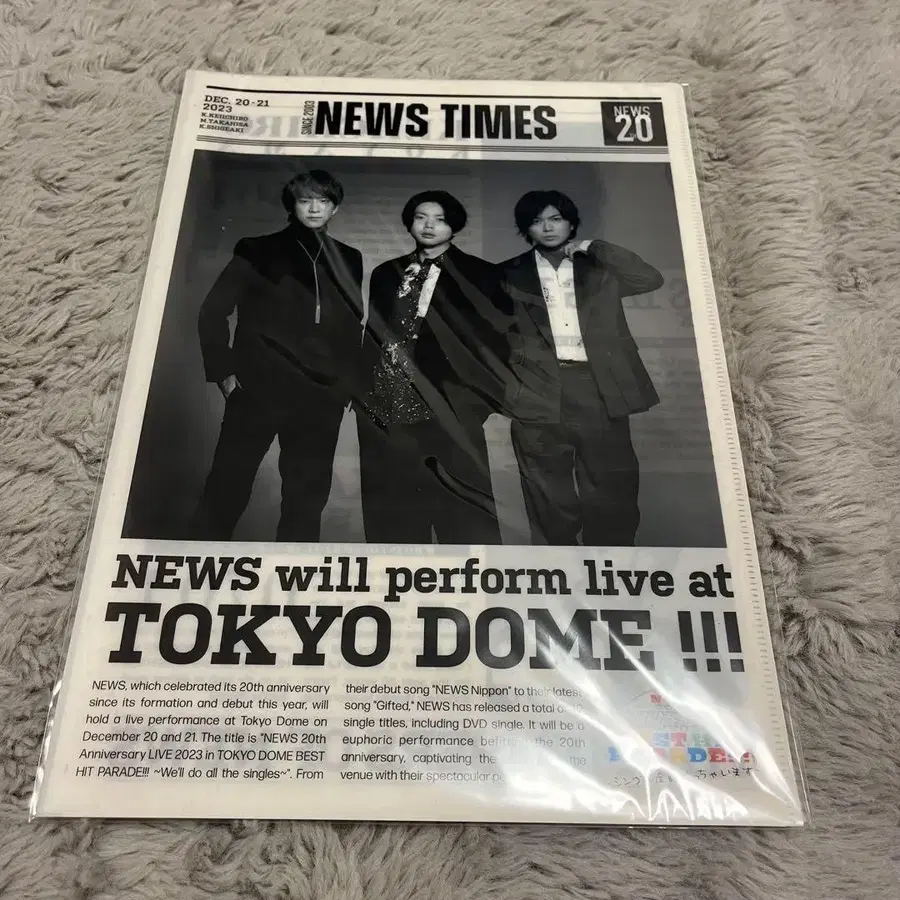 DEC. 20-21
2023
K.KEIICHIRO
M.TAKAHISA
K.SHIGEAKI
SINCE 2003
NEWS TIMES
NEWS
20
NEWS will perform live at
TOKYO DOME !!!
NEWS, which celebrated its 20th anniversary
since its formation and debut this year, will
hold a live performance at Tokyo Dome on
December 20 and 21. The title is "NEWS 20th
Anniversary LIVE 2023 in TOKYO DOME BEST
HIT PARADE!!! ~We'll do all the singles~". From
their debut song "NEWS Nippon" to the latest
song "Gifted," NEWS has released a total of
single titles, including DVD single. It will be a
euphoric performance the 20th
anniversary, captivating the
venue with their spectacular